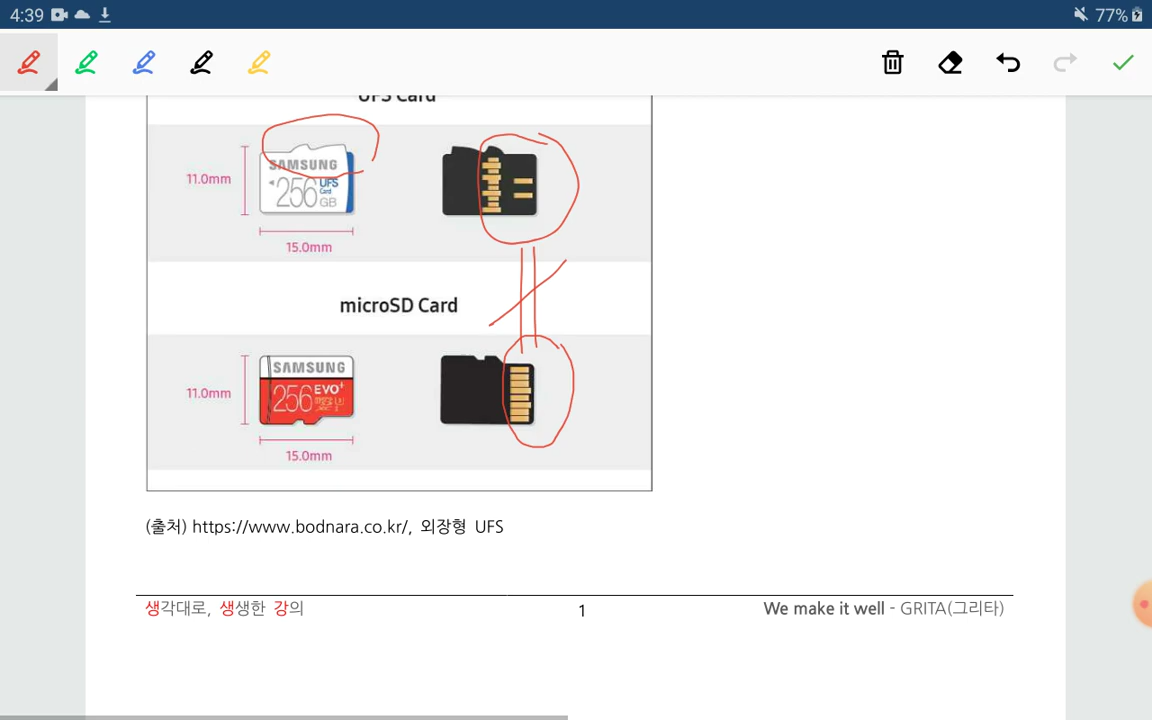 4:39 77%
UFS Card
SAMSUNG
256
UFS
Card
GB
11.0mm
15.0mm
microSD Card
SAMSUNG
256
EVO+
11.0mm
15.0mm
(출처) https://www.bodnara.co.kr/, 외장형 UFS
생각대로, 생생한 강의
1
We make it well - GRITA(그리타)